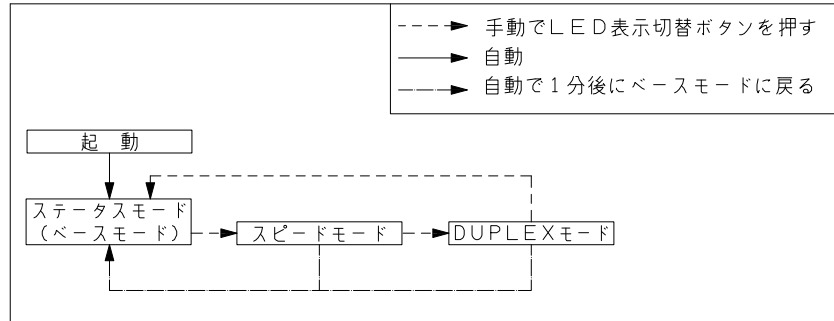 手動でLED表示切替ボタンを押す
自動
自動で1分後にベースモードに戻る
起 動
ステータスモード
(ベースモード)
スピードモード
DUPLEXモード